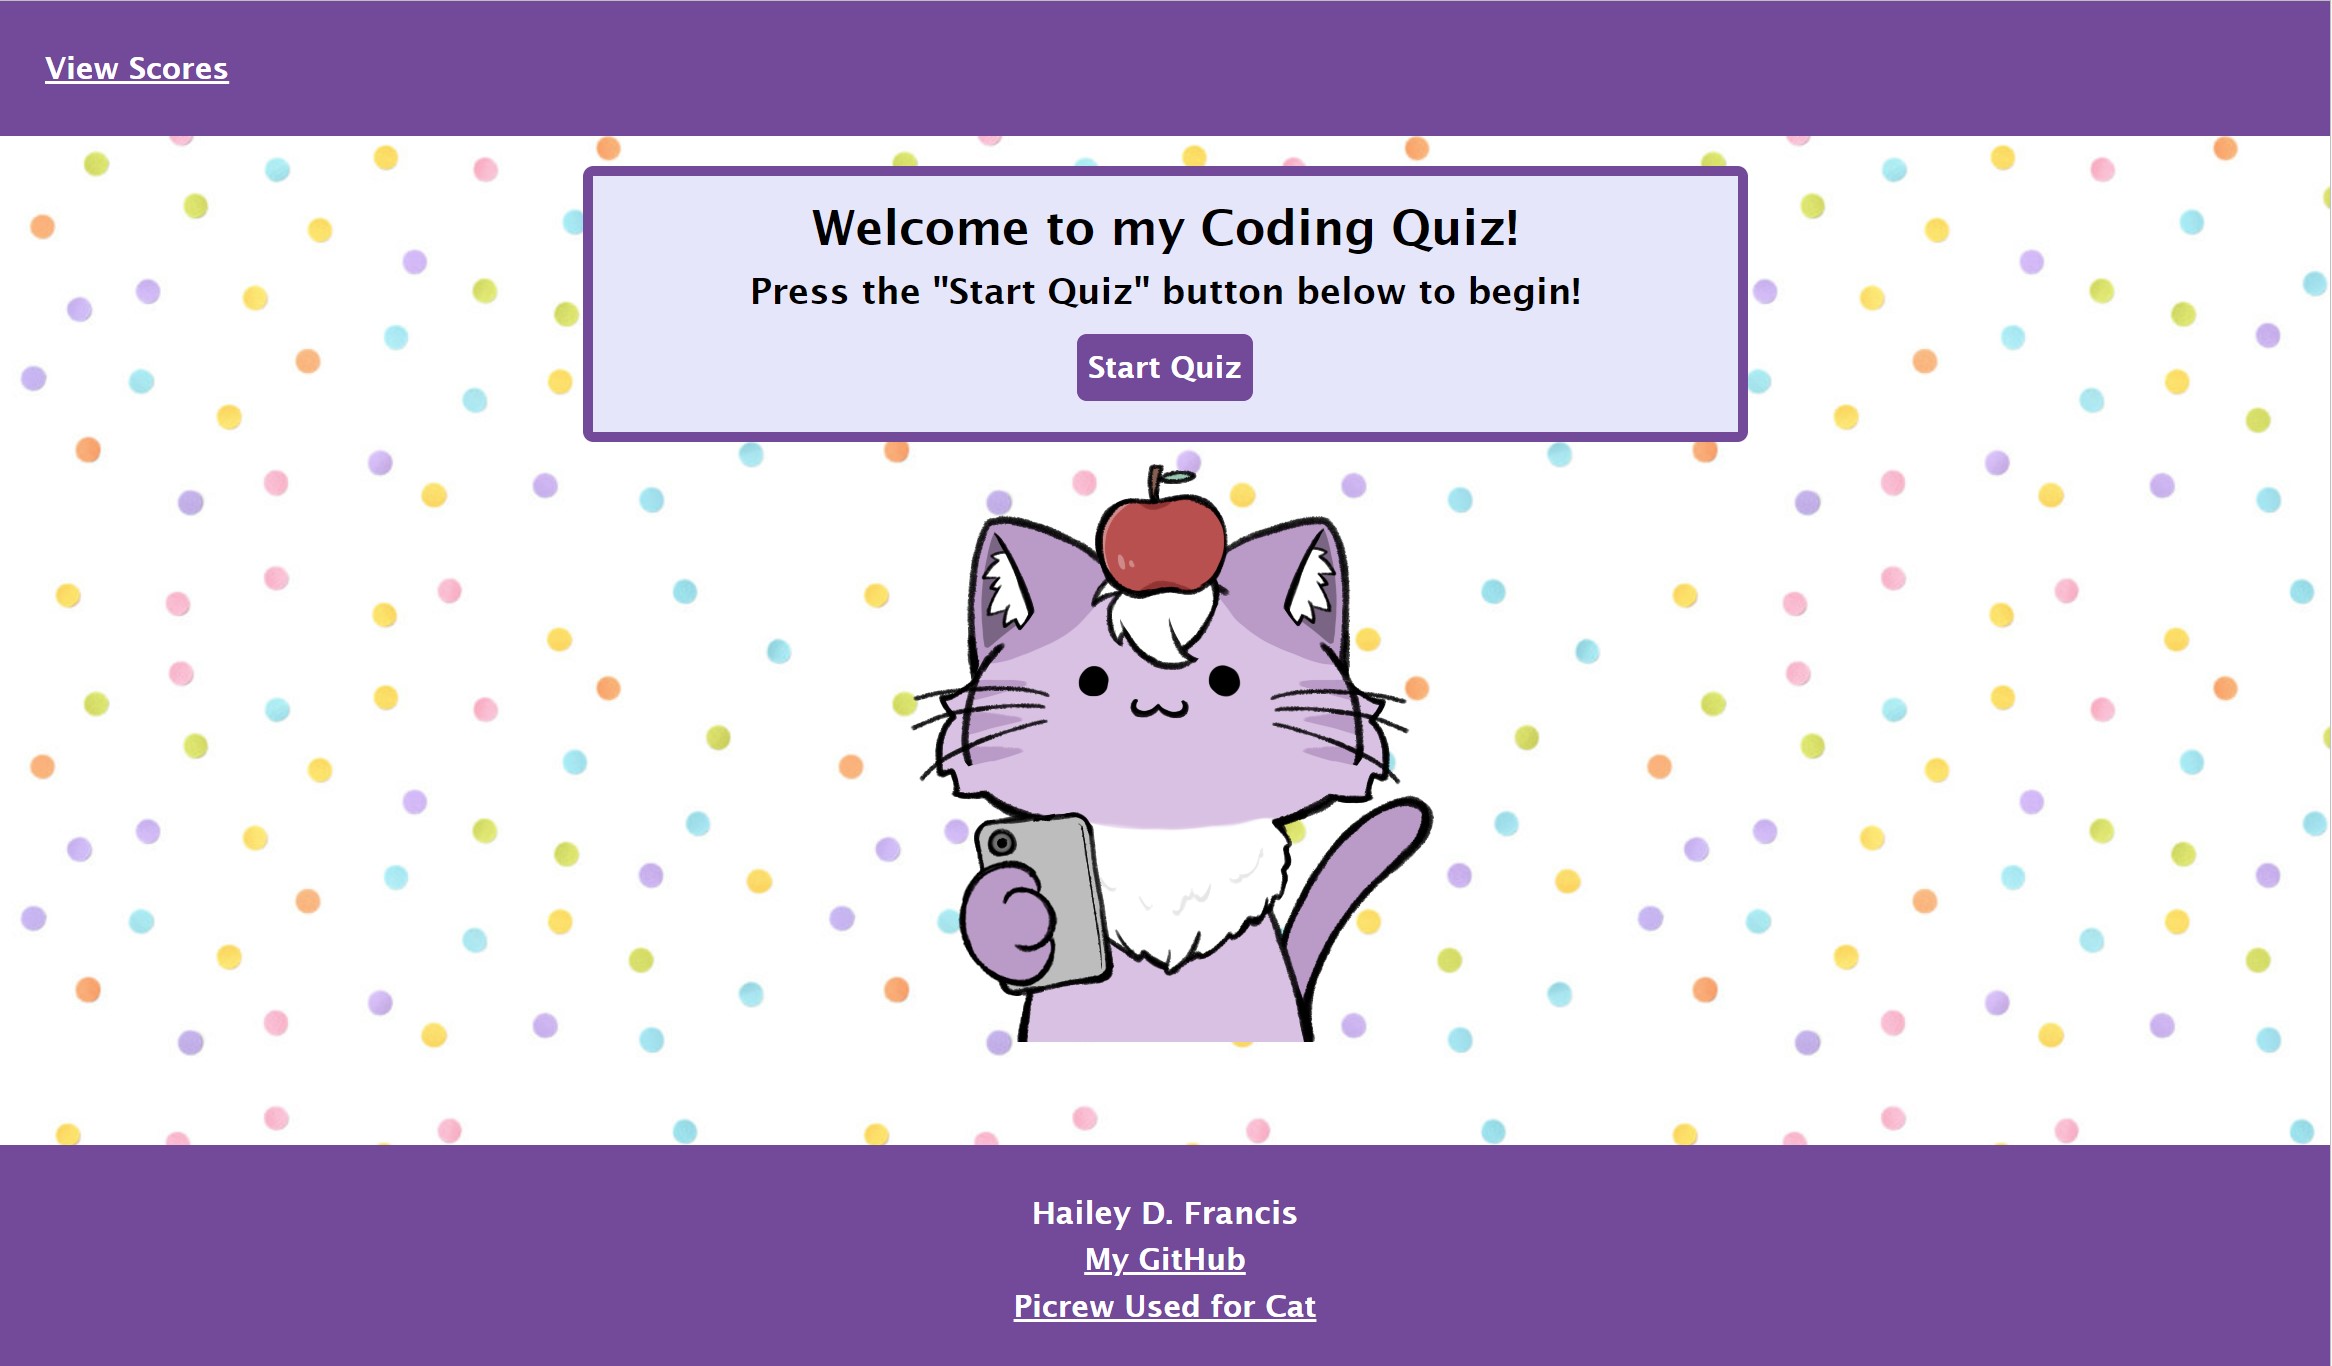 View Scores
Welcome to my Coding Quiz!
Press the "Start Quiz" button below to begin!
Start Quiz
Hailey D. Francis
My GitHub
Picrew Used for Cat